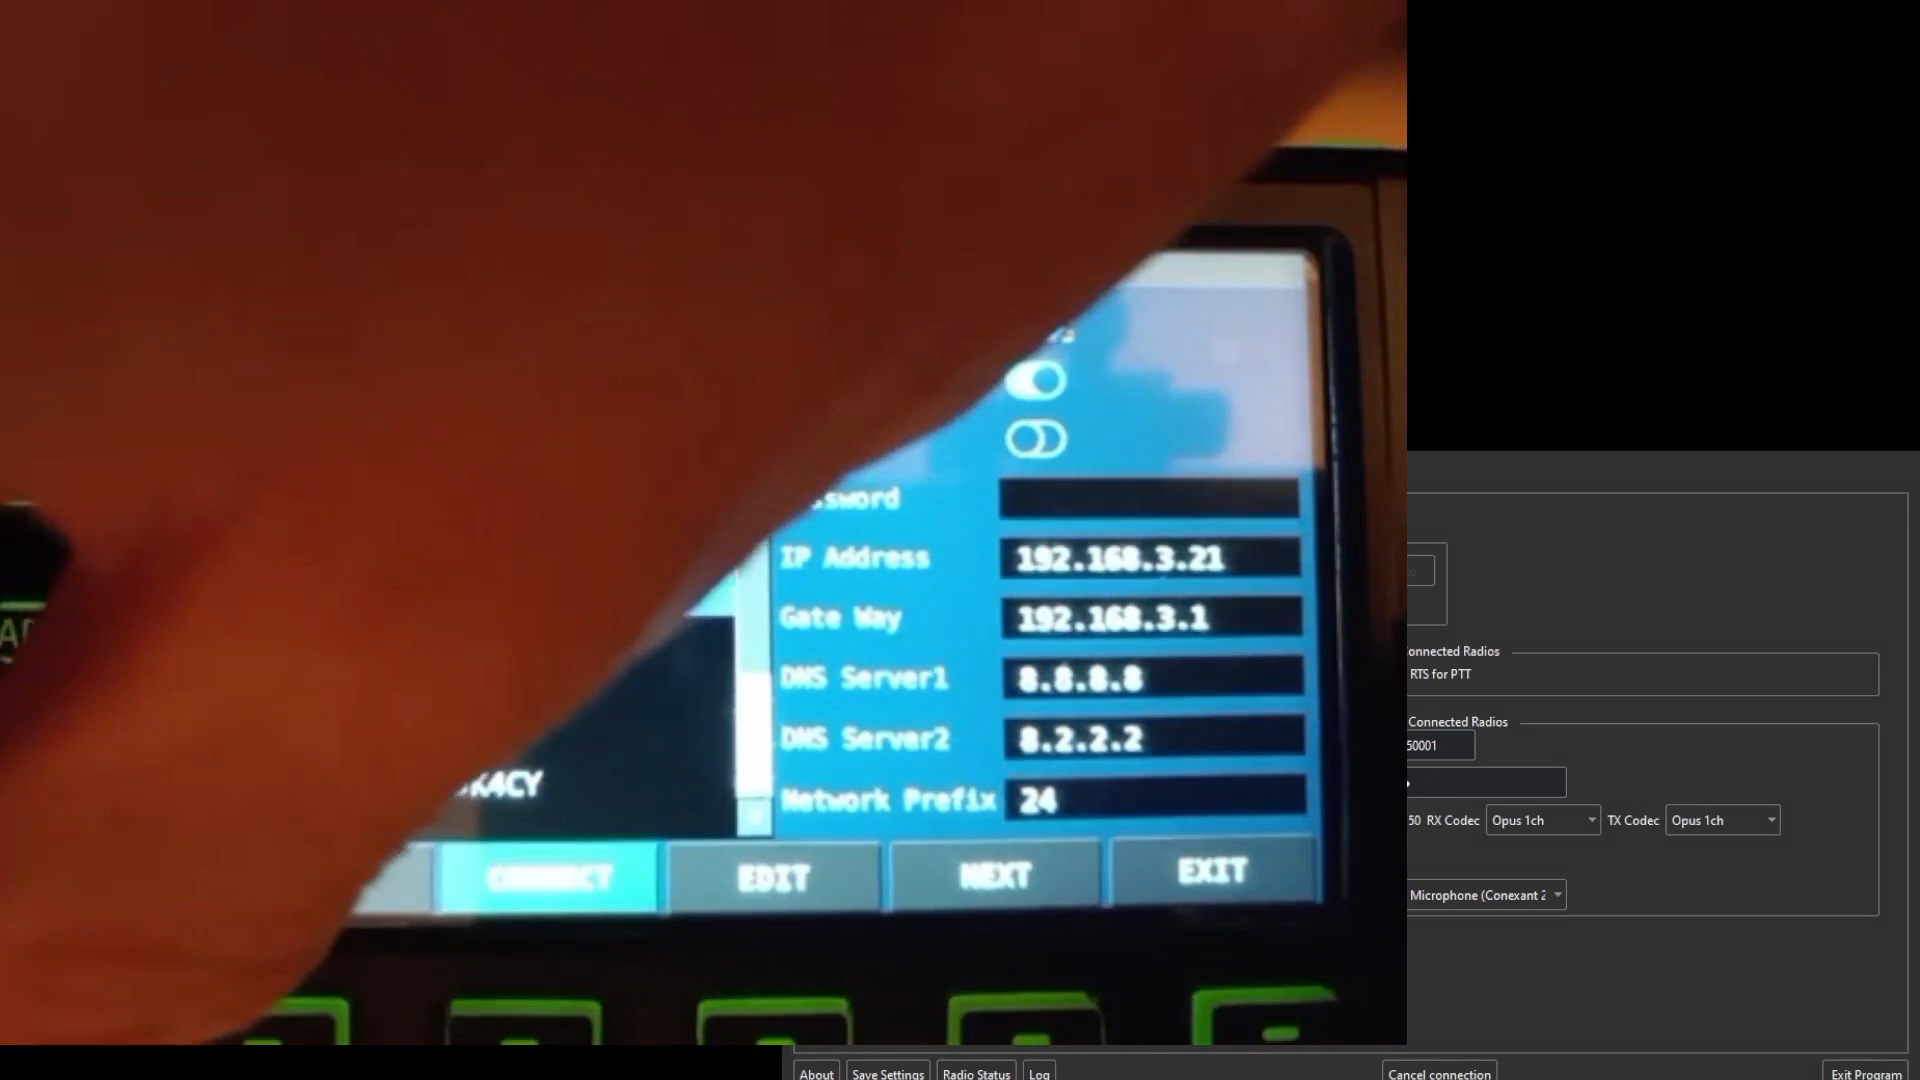 ssword
IP Address 192.168.3.21
Gate Way 192.168.3.1
DNS Server1 8.8.8.8
DNS Server2 8.2.2.2
K4CY
Network Prefix 24
CONNECT EDIT NEXT EXIT
onnected Radios
RTS for PTT
Connected Radios
50001
50 RX Codec Opus 1ch TX Codec Opus 1ch
Microphone (Conexant 2
About Save Settings Radio Status Log Cancel connection Exit Program